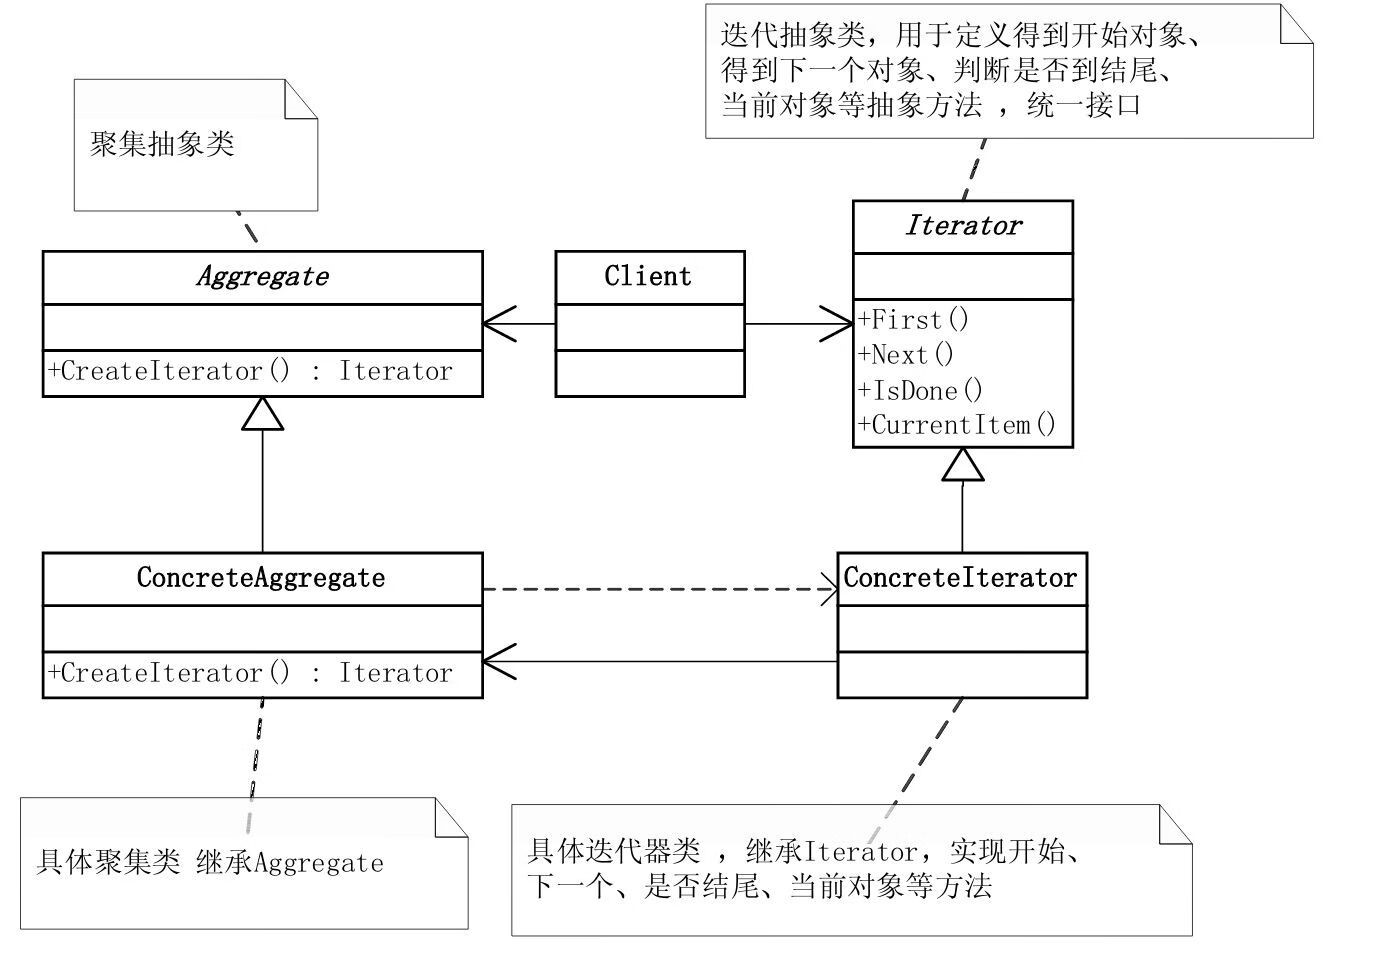 迭代抽象类，用于定义得到开始对象、
得到下一个对象、判断是否到结尾、
当前对象等抽象方法 ，统一接口
聚集抽象类
Aggregate
+CreateIterator() : Iterator
Client
Iterator
+First()
+Next()
+IsDone()
+CurrentItem()
ConcreteAggregate
+CreateIterator() : Iterator
ConcreteIterator
具体聚集类 继承Aggregate
具体迭代器类 ，继承Iterator，实现开始、
下一个、是否结尾、当前对象等方法